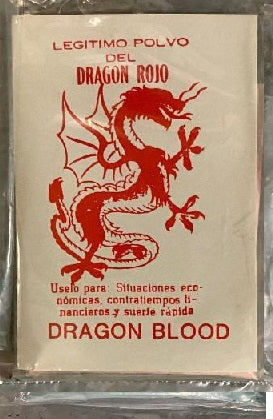 LEGITIMO POLVO
DEL
DRAGON ROJO
Uselo para: Situaciones eco-
nómicas, contratiempos fi-
nancieros y suerte rápida
DRAGON BLOOD